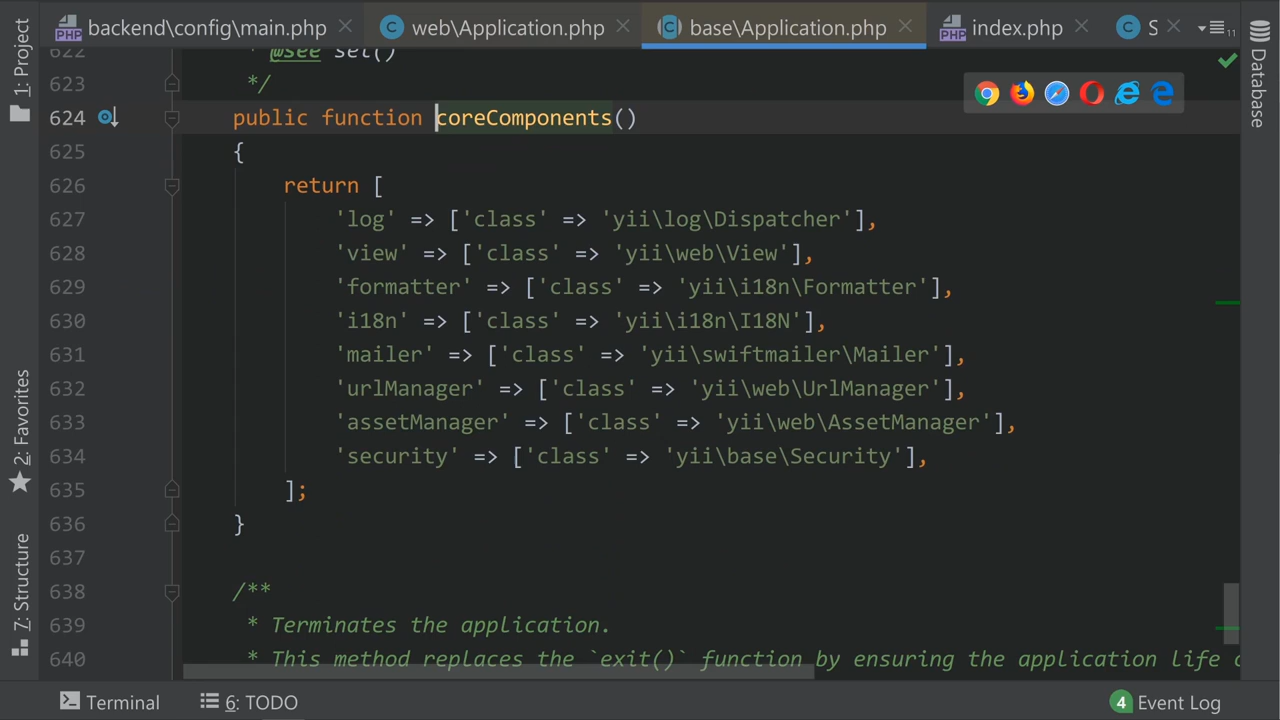 backend\config\main.php
web\Application.php
base\Application.php
index.php
S
11
1: Project
2: Favorites
7: Structure
Database
622 * @see set()
623 */
624 public function coreComponents()
625 {
626 return [
627 'log' => ['class' => 'yii\log\Dispatcher'],
628 'view' => ['class' => 'yii\web\View'],
629 'formatter' => ['class' => 'yii\i18n\Formatter'],
630 'i18n' => ['class' => 'yii\i18n\I18N'],
631 'mailer' => ['class' => 'yii\swiftmailer\Mailer'],
632 'urlManager' => ['class' => 'yii\web\UrlManager'],
633 'assetManager' => ['class' => 'yii\web\AssetManager'],
634 'security' => ['class' => 'yii\base\Security'],
635 ];
636 }
637
638 /**
639 * Terminates the application.
640 * This method replaces the `exit()` function by ensuring the application life c
Terminal
6: TODO
4 Event Log